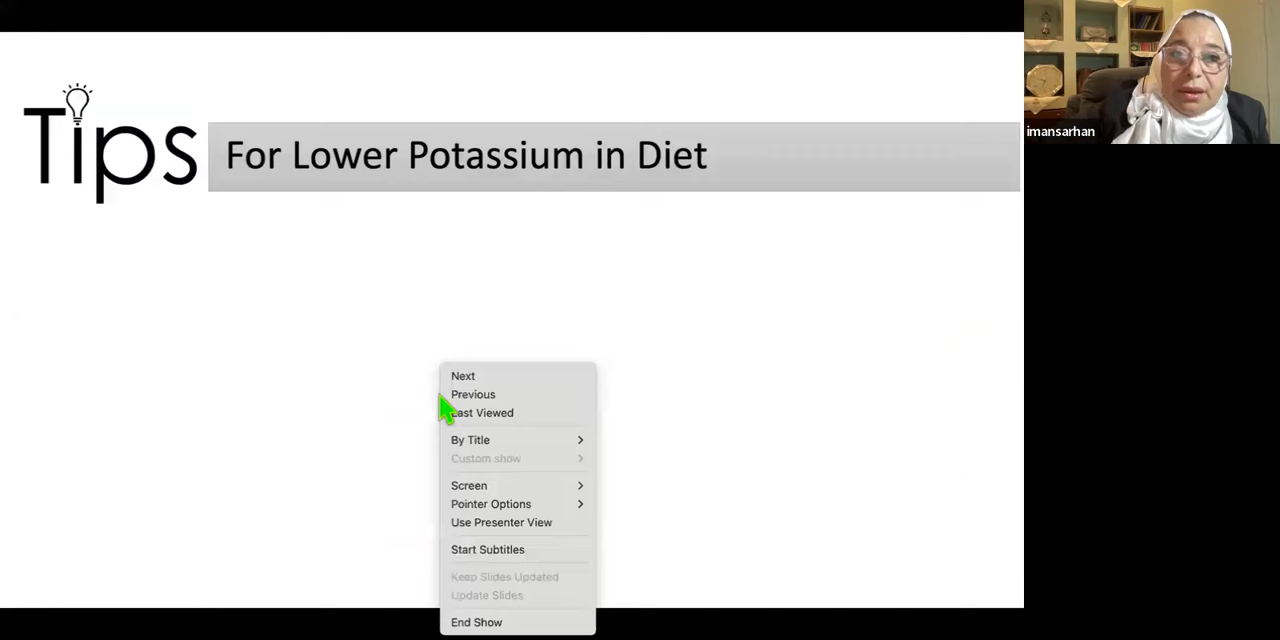 Tips
For Lower Potassium in Diet
imansarhan
Next
Previous
Last Viewed
By Title
Custom show
Screen
Pointer Options
Use Presenter View
Start Subtitles
Keep Slides Updated
Update Slides
End Show